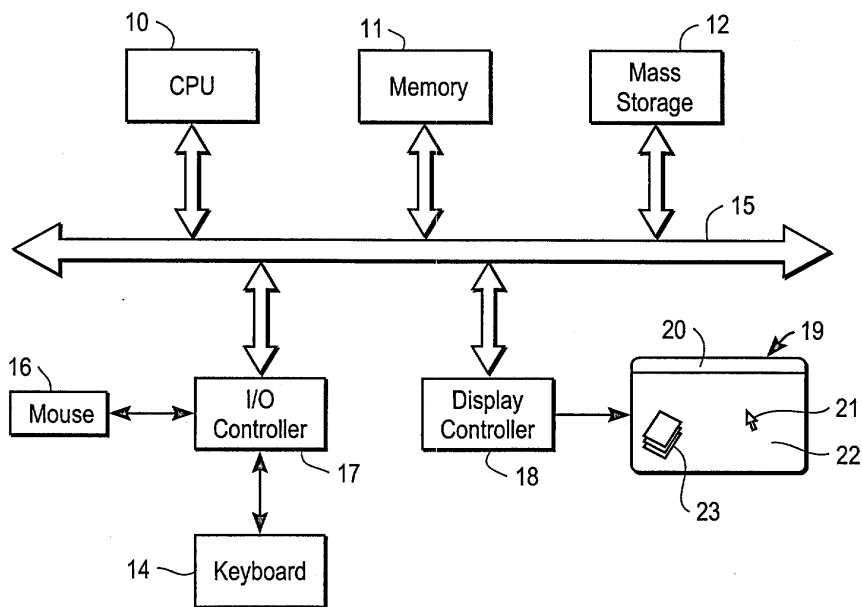 10
11
12
CPU
Memory
Mass
Storage
15
20
19
16
Mouse
I/O
Controller
Display
Controller
21
22
17
18
23
14
Keyboard